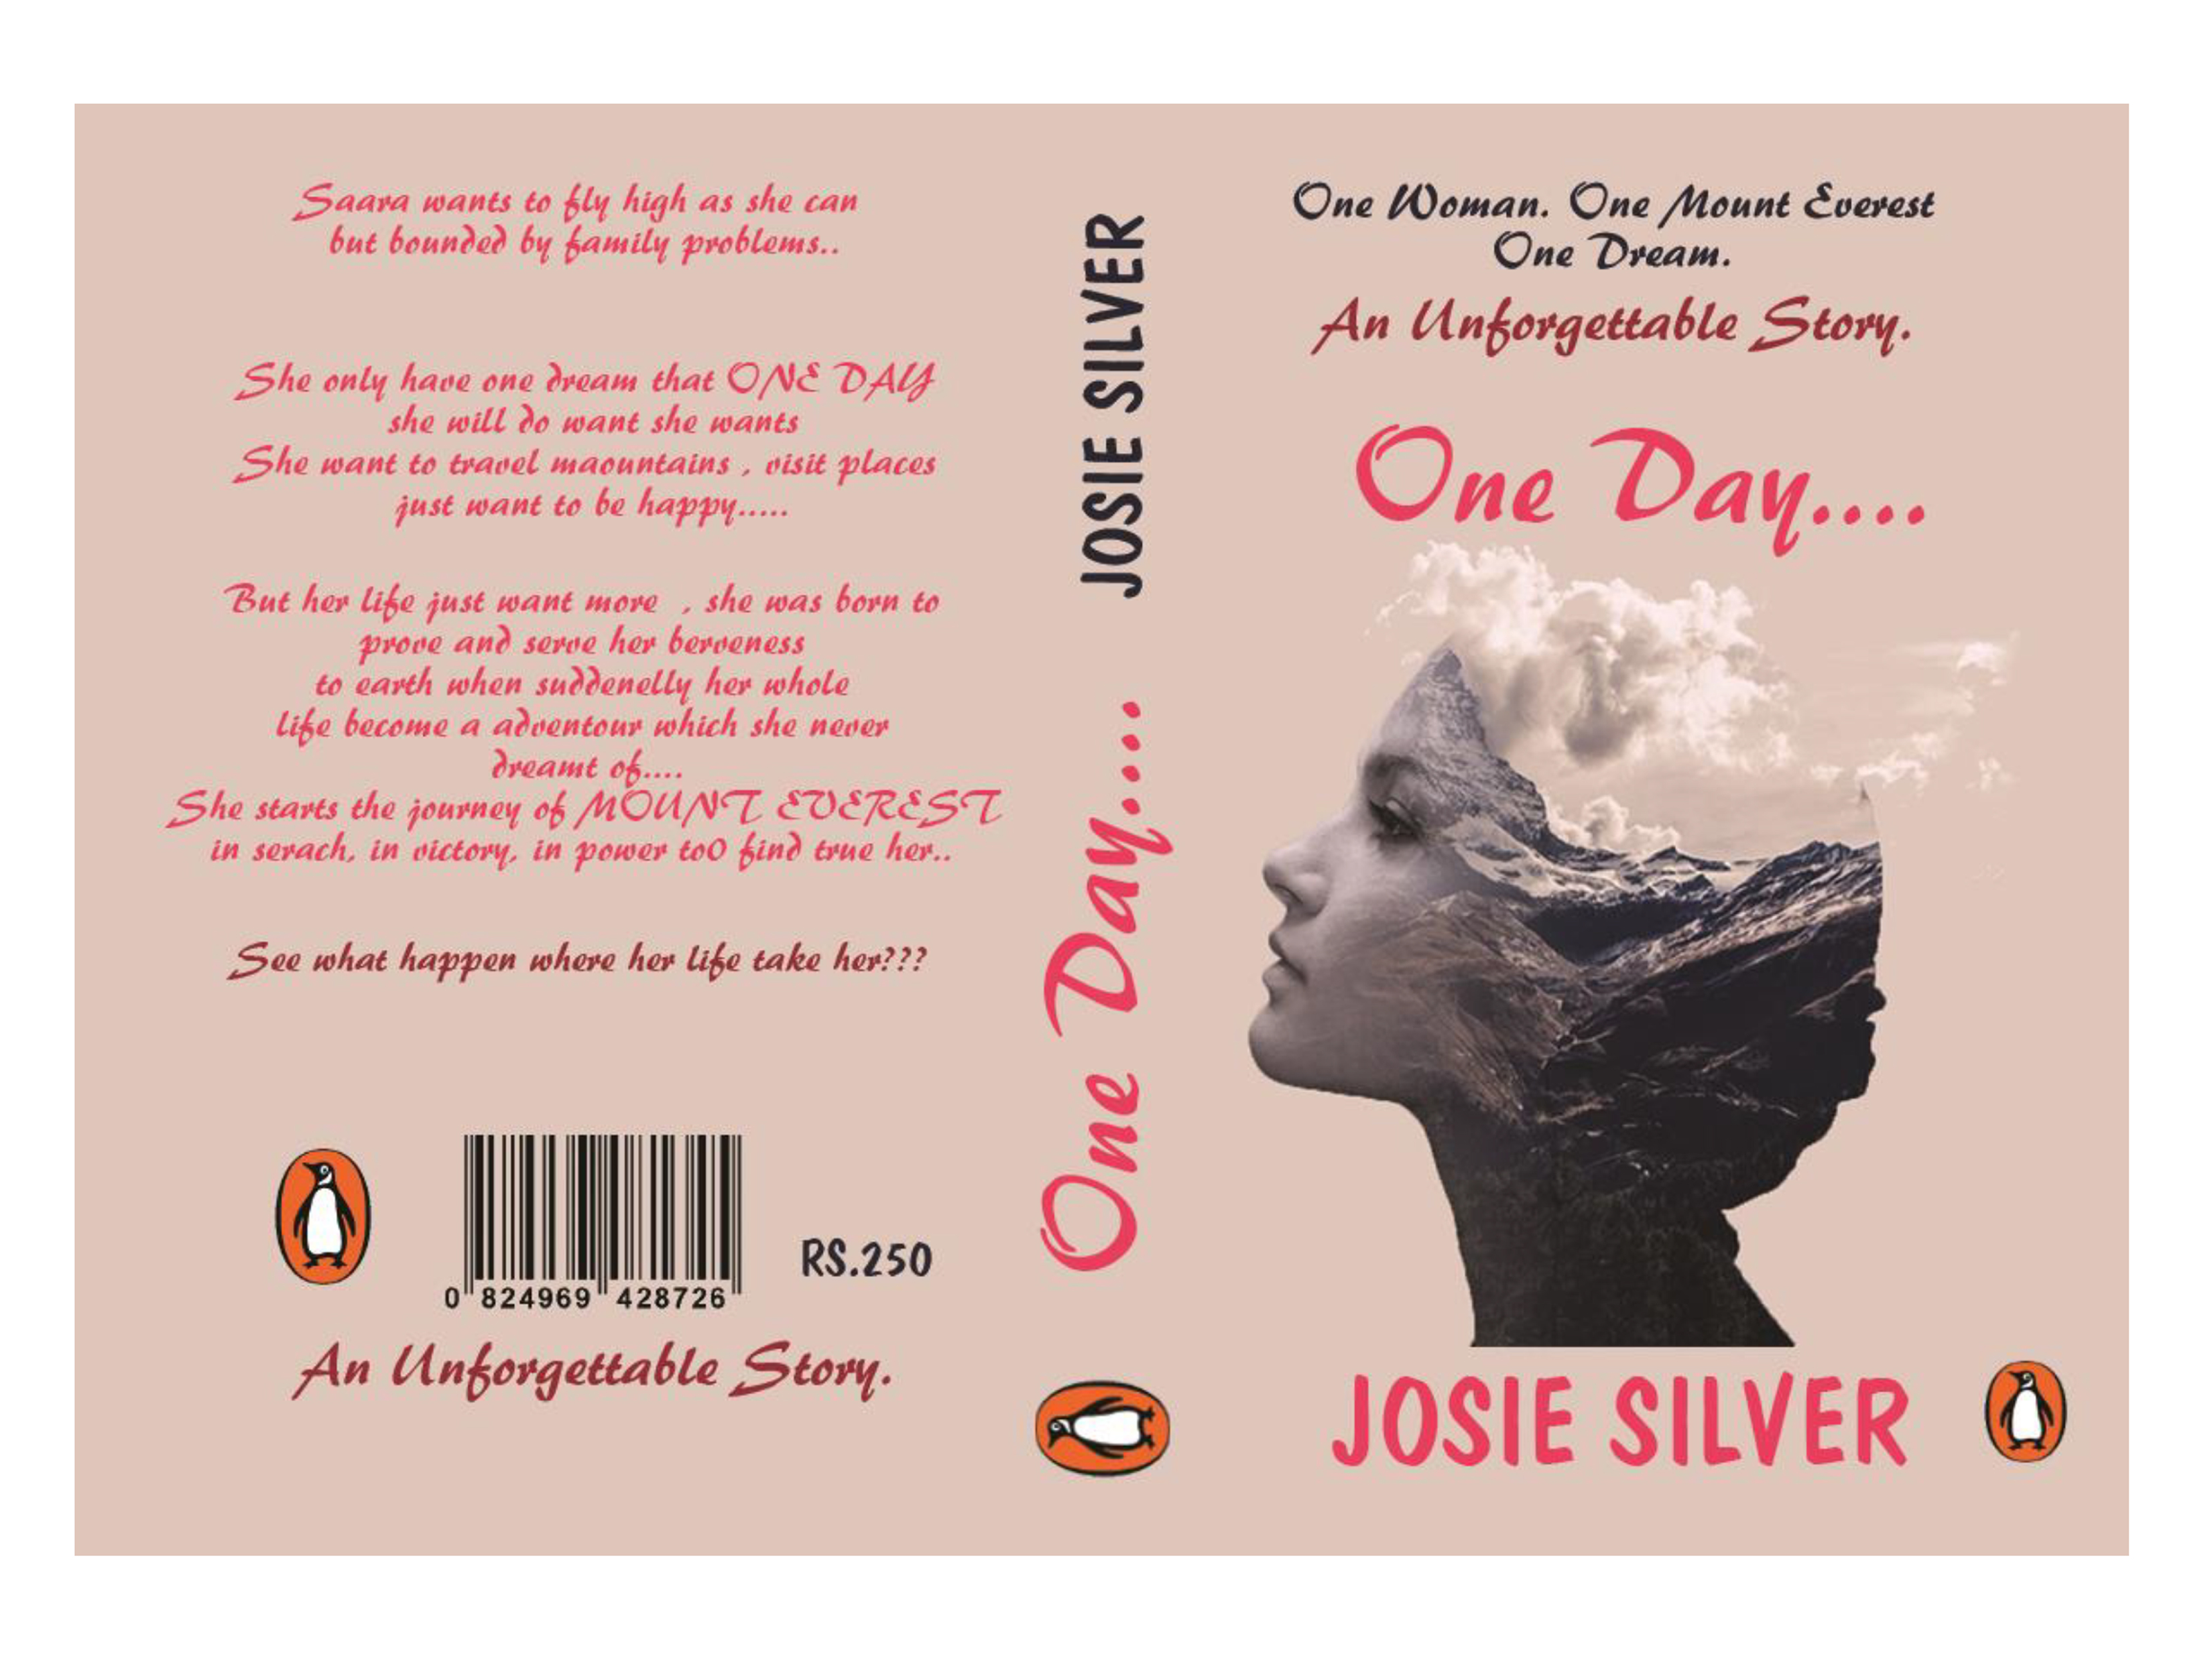 Saara wants to fly high as she can
but bounded by family problems..
She only have one dream that ONE DAY
she will do want she wants
She want to travel maountains , visit places
just want to be happy.....
But her life just want more , she was born to
prove and serve her berveness
to earth when suddenelly her whole
life become a adventour which she never
dreamt of....
She starts the journey of MOUNT EVEREST
in serach, in victory, in power toO find true her..
See what happen where her life take her???
0 824969 428726
RS.250
An Unforgettable Story.
One Day....
JOSIE SILVER
One Woman. One Mount Everest
One Dream.
An Unforgettable Story.
One Day....
JOSIE SILVER